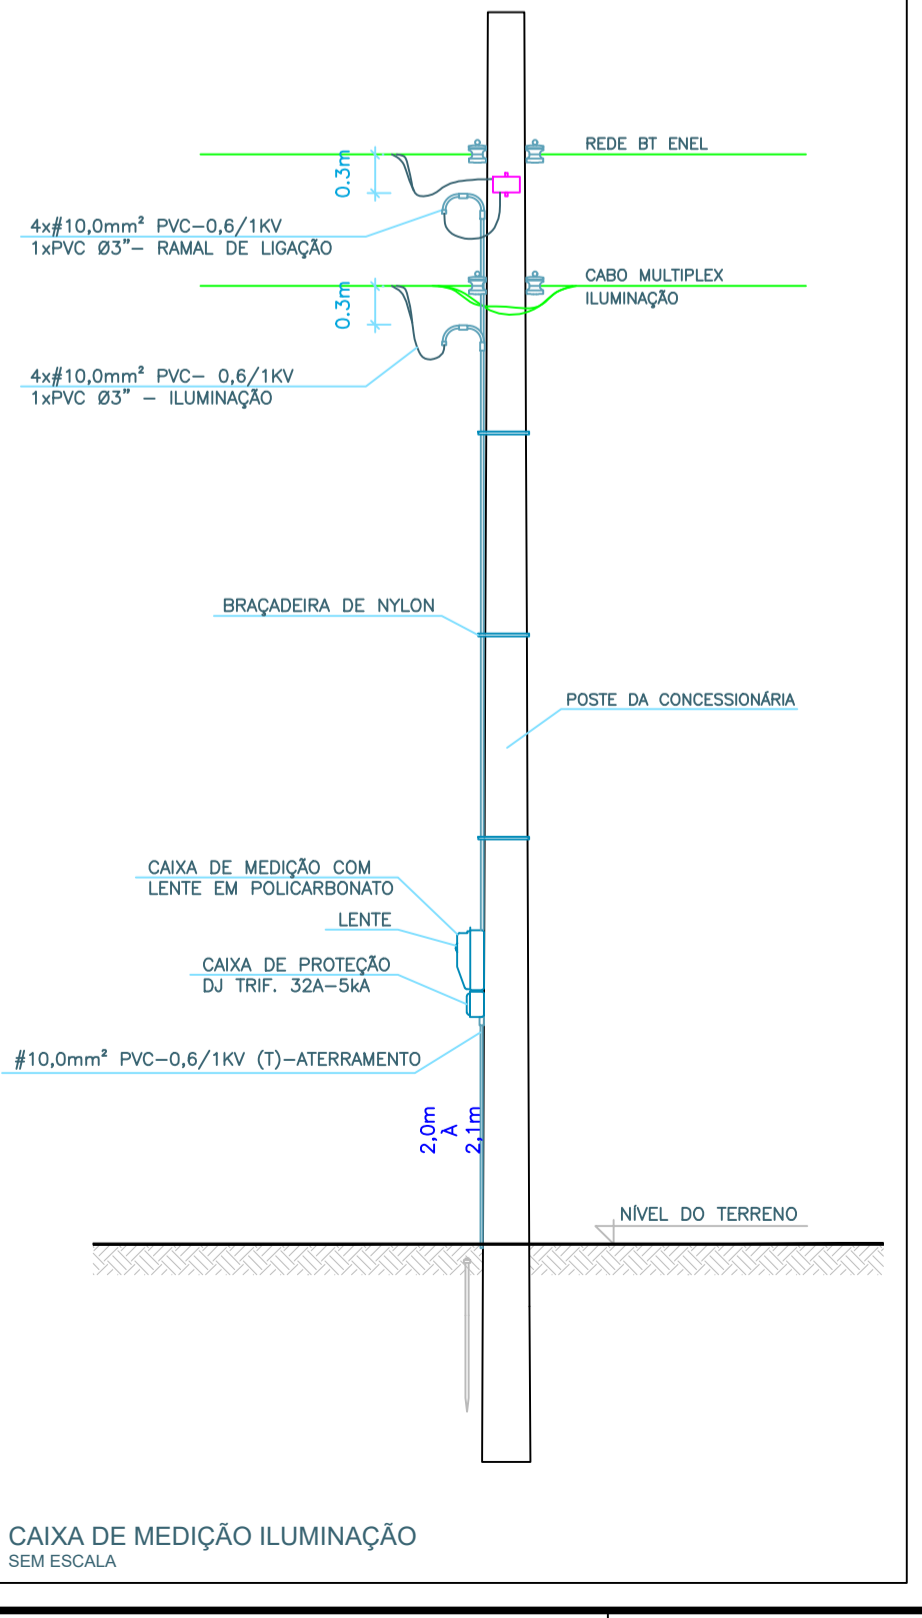 REDE BT ENEL
0.3m
4x#10,0mm² PVC-0,6/1KV
1xPVC Ø3"- RAMAL DE LIGAÇÃO
CABO MULTIPLEX
ILUMINAÇÃO
0.3m
4x#10,0mm² PVC- 0,6/1KV
1xPVC Ø3" - ILUMINAÇÃO
BRAÇADEIRA DE NYLON
POSTE DA CONCESSIONÁRIA
CAIXA DE MEDIÇÃO COM
LENTE EM POLICARBONATO
LENTE
CAIXA DE PROTEÇÃO
DJ TRIF. 32A-5kA
#10,0mm² PVC-0,6/1KV (T)-ATERRAMENTO
2,0m
À
2,1m
NÍVEL DO TERRENO
CAIXA DE MEDIÇÃO ILUMINAÇÃO
SEM ESCALA